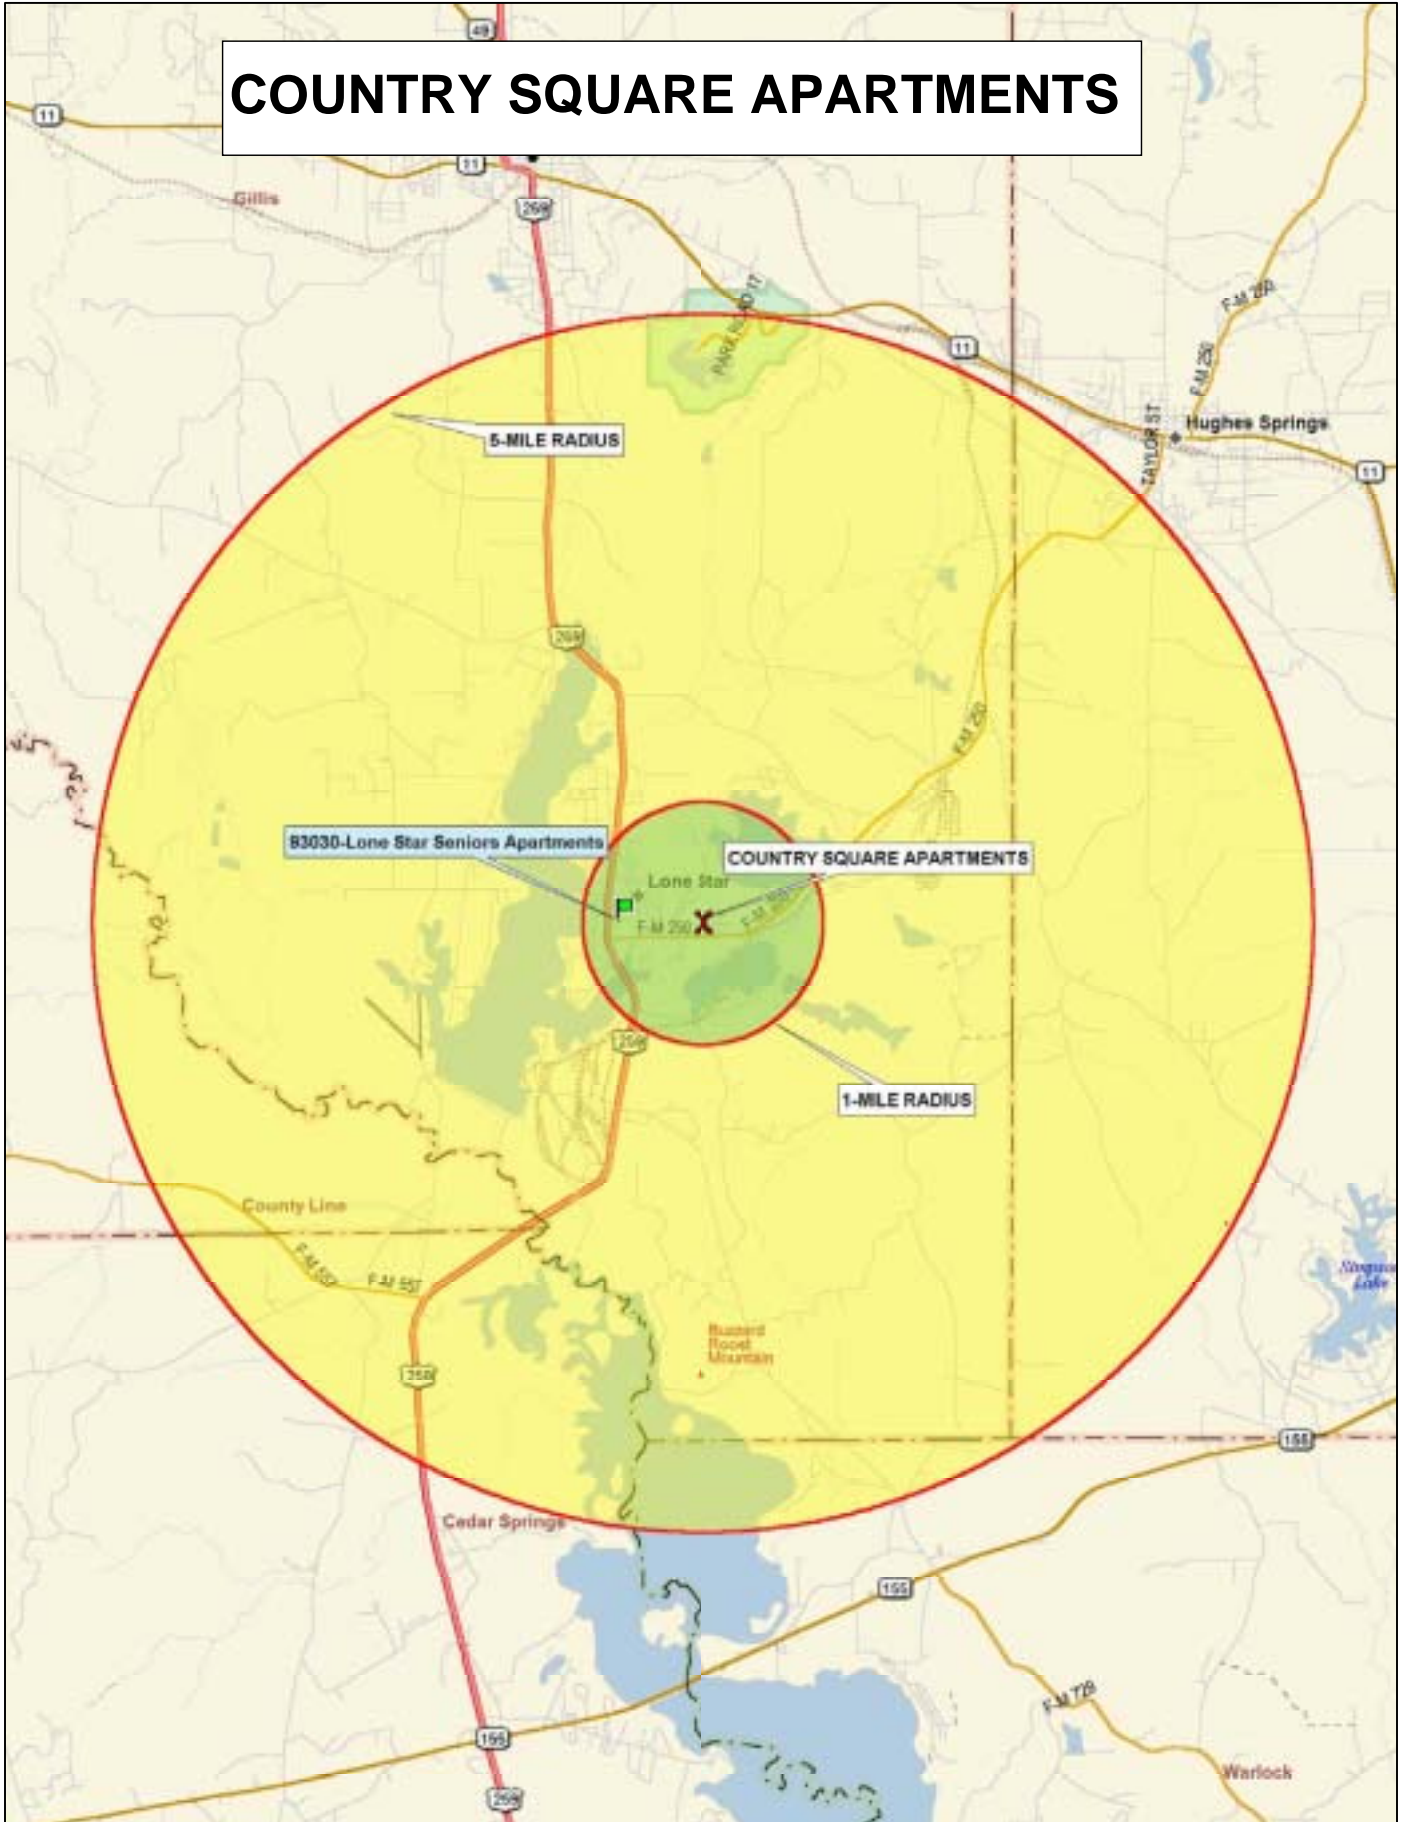 49
COUNTRY SQUARE APARTMENTS
11
11
Gillis
259
PARK ROAD 17
F-M 250
11
F-M 250
TAYLOR ST
Hughes Springs
5-MILE RADIUS
11
259
F-M 250
93030-Lone Star Seniors Apartments
COUNTRY SQUARE APARTMENTS
Lone Star
F-M 250
F-M 250
259
1-MILE RADIUS
County Line
F-M 557
F-M 557
Lake
Buzzard
Roost
Mountain
259
155
Cedar Springs
155
F-M 729
155
Warlock
259